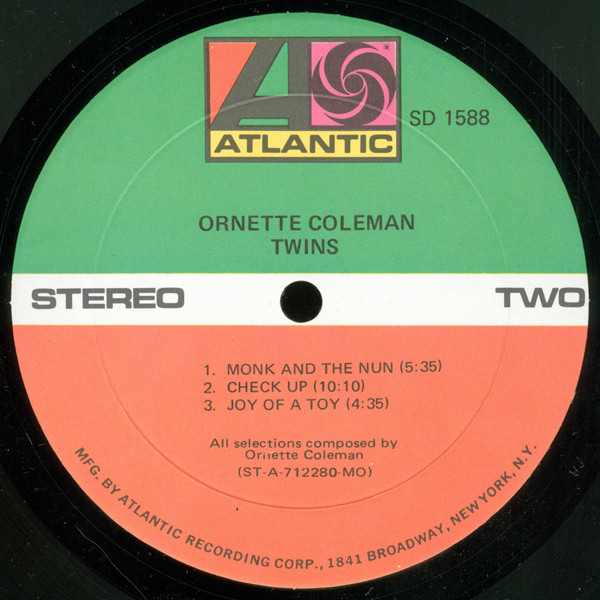 ATLANTIC
SD 1588
ORNETTE COLEMAN
TWINS
STEREO
TWO
1. MONK AND THE NUN (5:35)
2. CHECK UP (10:10)
3. JOY OF A TOY (4:35)
All selections composed by
Ornette Coleman
(ST-A-712280-MO)
MFG. BY ATLANTIC RECORDING CORP., 1841 BROADWAY, NEW YORK, N.Y.